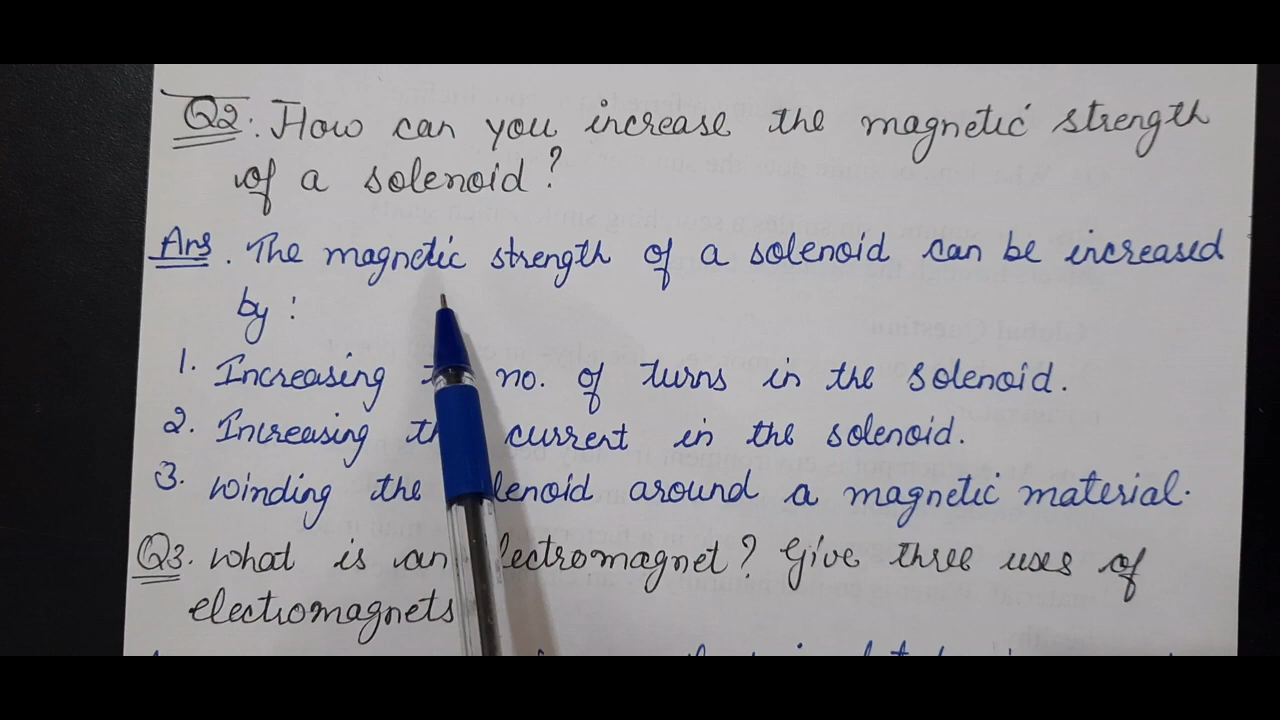 Q2. How can you increase the magnetic strength
of a solenoid?
Ans. The magnetic strength of a solenoid can be increased
by :
1. Increasing no. of turns in the solenoid.
2. Increasing current in the solenoid.
3. winding the around a magnetic material.
Q3. What is an electromagnet? Give three uses of
electromagnets